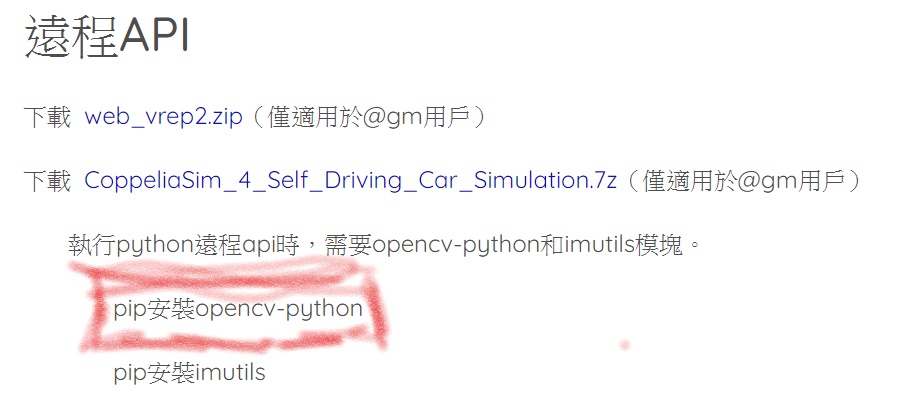 遠程API
下載 web_vrep2.zip（僅適用於@gm用戶）
下載 CoppeliaSim_4_Self_Driving_Car_Simulation.7z（僅適用於@gm用戶）
執行python遠程api時，需要opencv-python和imutils模塊。
pip安裝opencv-python
pip安裝imutils